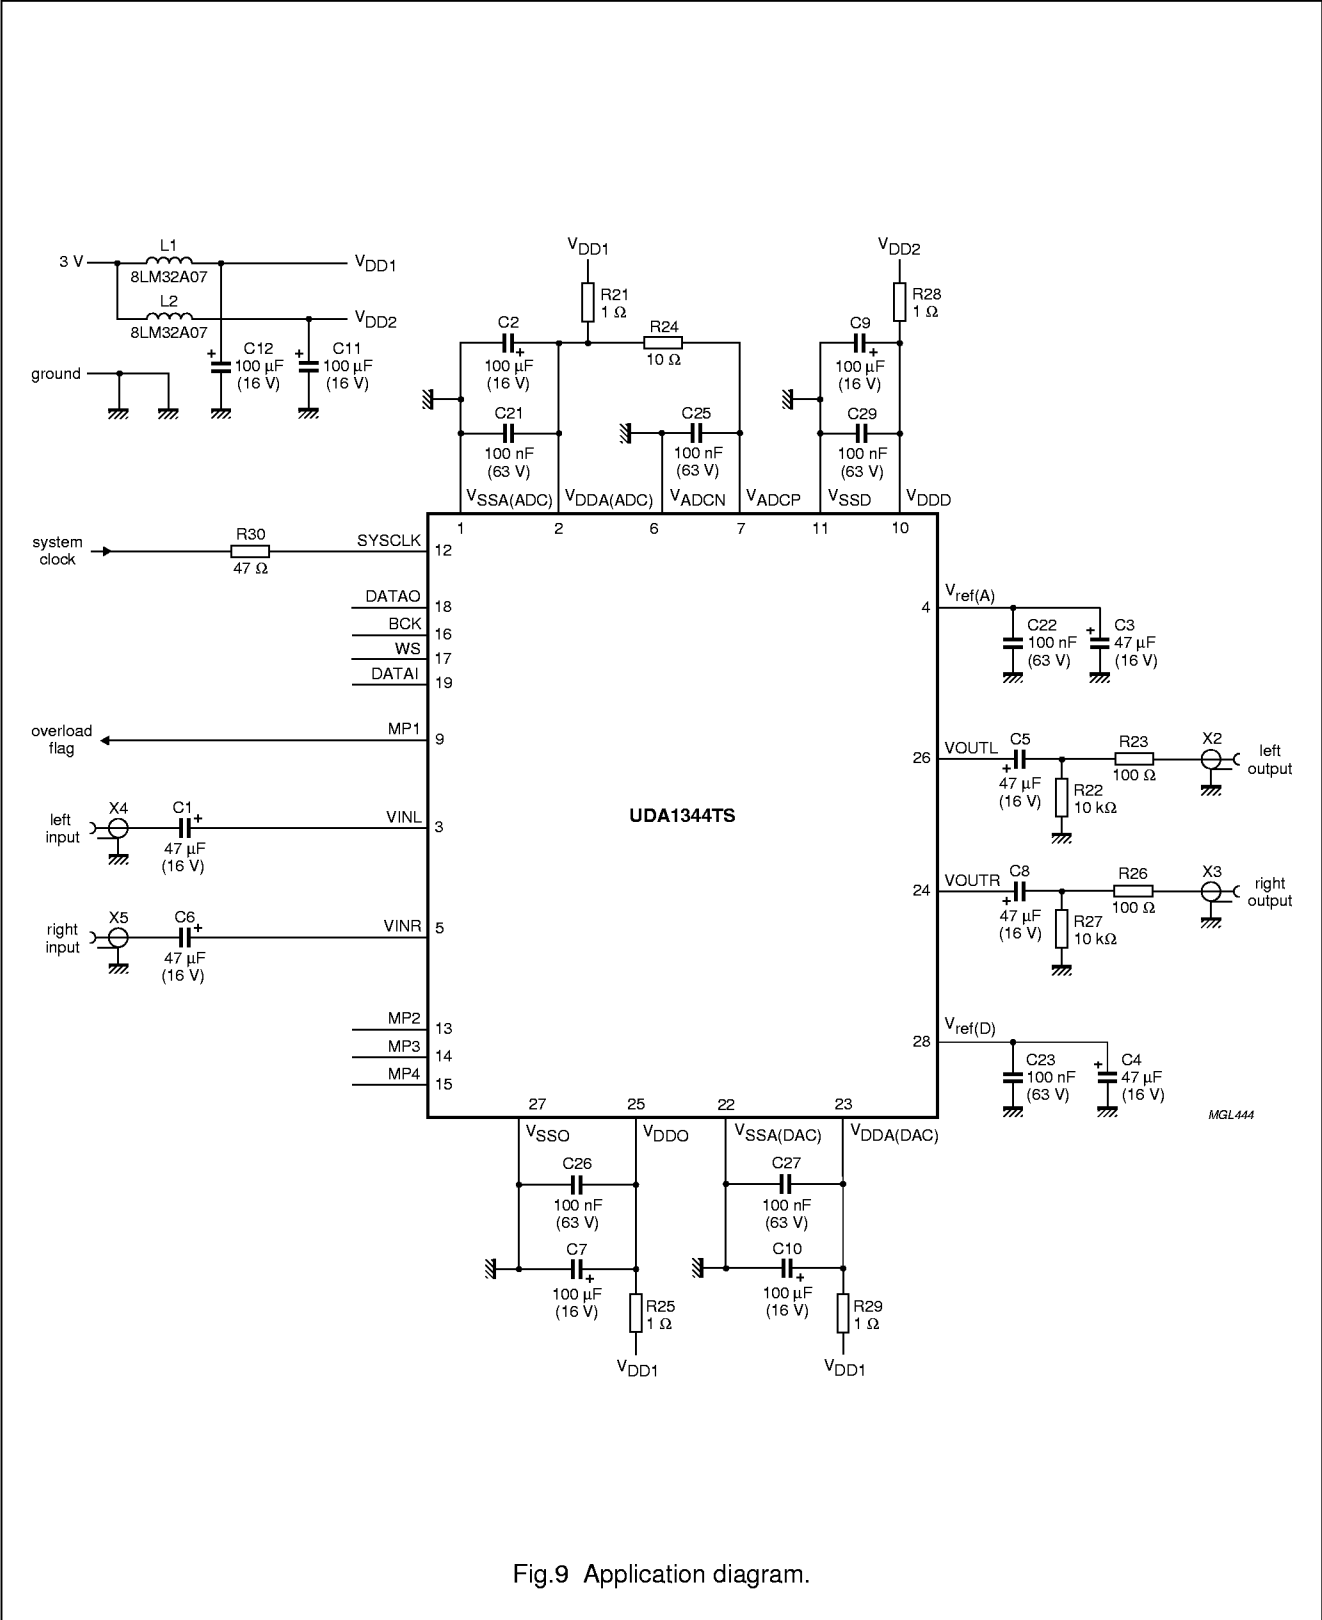 3 V
L1
8LM32A07
L2
8LM32A07
VDD1
VDD2
C12
100 µF
(16 V)
C11
100 µF
(16 V)
ground
VDD1
R21
1 Ω
C2
100 µF
(16 V)
R24
10 Ω
C21
100 nF
(63 V)
C25
100 nF
(63 V)
VDD2
R28
1 Ω
C9
100 µF
(16 V)
C29
100 nF
(63 V)
VSSA(ADC) VDDA(ADC) VADCN VADCP VSSD VDDD
1 2 6 7 11 10
system
clock
R30
47 Ω
SYSCLK 12
DATAO 18
BCK 16
WS 17
DATAI 19
overload
flag
MP1 9
left
input
X4
C1
+
47 µF
(16 V)
VINL 3
right
input
X5
C6
+
47 µF
(16 V)
VINR 5
MP2 13
MP3 14
MP4 15
UDA1344TS
4 Vref(A)
C22
100 nF
(63 V)
C3
47 µF
(16 V)
26 VOUTL
C5
+
47 µF
(16 V)
R22
10 kΩ
R23
100 Ω
X2
left
output
24 VOUTR
C8
+
47 µF
(16 V)
R27
10 kΩ
R26
100 Ω
X3
right
output
28 Vref(D)
C23
100 nF
(63 V)
C4
47 µF
(16 V)
MGL444
27 25 22 23
VSSO VDDO VSSA(DAC) VDDA(DAC)
C26
100 nF
(63 V)
C7
+
100 µF
(16 V)
R25
1 Ω
VDD1
C27
100 nF
(63 V)
C10
+
100 µF
(16 V)
R29
1 Ω
VDD1
Fig.9 Application diagram.